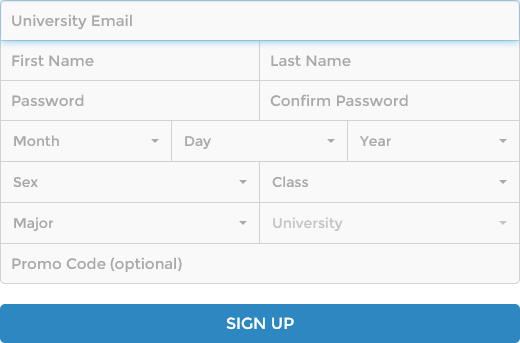 University Email
First Name Last Name
Password Confirm Password
Month Day Year
Sex Class
Major University
Promo Code (optional)
SIGN UP